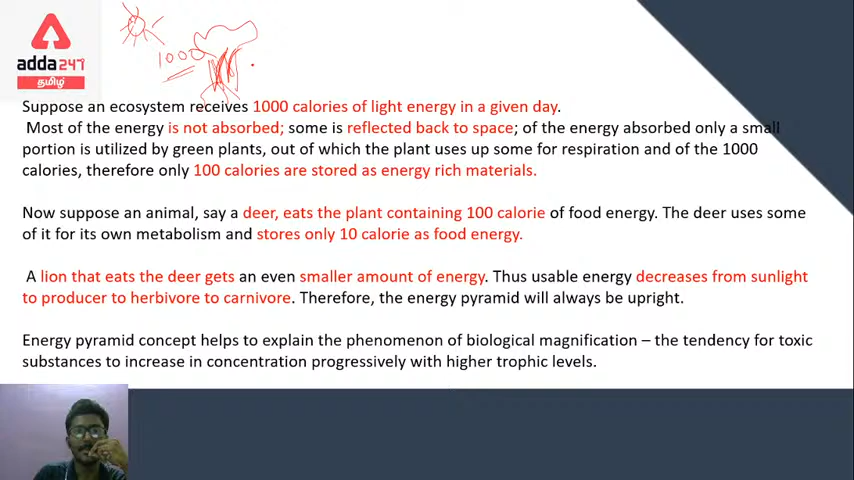 adda247
தமிழ்
1000
Suppose an ecosystem receives 1000 calories of light energy in a given day.
Most of the energy is not absorbed; some is reflected back to space; of the energy absorbed only a small
portion is utilized by green plants, out of which the plant uses up some for respiration and of the 1000
calories, therefore only 100 calories are stored as energy rich materials.
Now suppose an animal, say a deer, eats the plant containing 100 calorie of food energy. The deer uses some
of it for its own metabolism and stores only 10 calorie as food energy.
A lion that eats the deer gets an even smaller amount of energy. Thus usable energy decreases from sunlight
to producer to herbivore to carnivore. Therefore, the energy pyramid will always be upright.
Energy pyramid concept helps to explain the phenomenon of biological magnification – the tendency for toxic
substances to increase in concentration progressively with higher trophic levels.